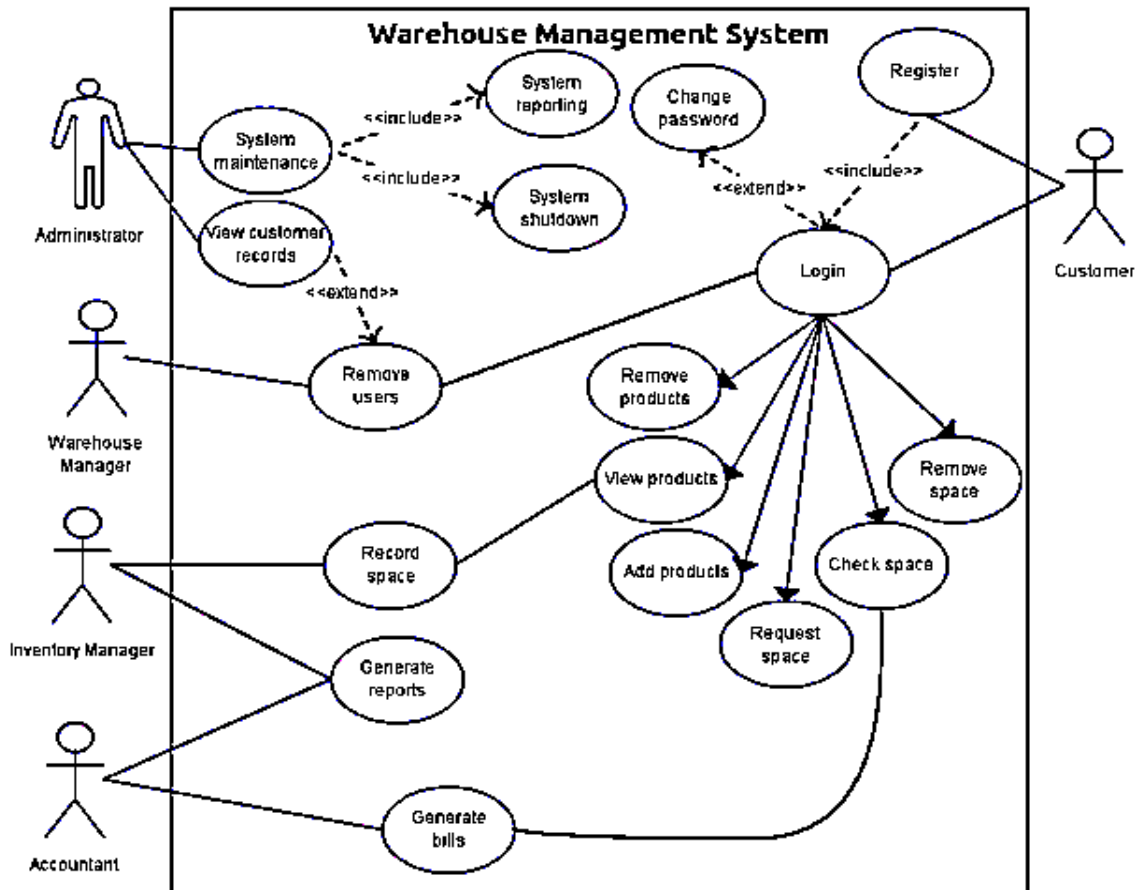 Warehouse Management System
System
reporting
Change
password
Register
<<include>>
System
maintenance
<<include>>
<<include>>
<<extend>>
System
shutdown
Administrator
View customer
records
Login
Customer
<<extend>>
Remove
users
Remove
products
Warehouse
Manager
View products
Remove
space
Record
space
Add products
Check space
Request
space
Inventory Manager
Generate
reports
Generate
bills
Accountant